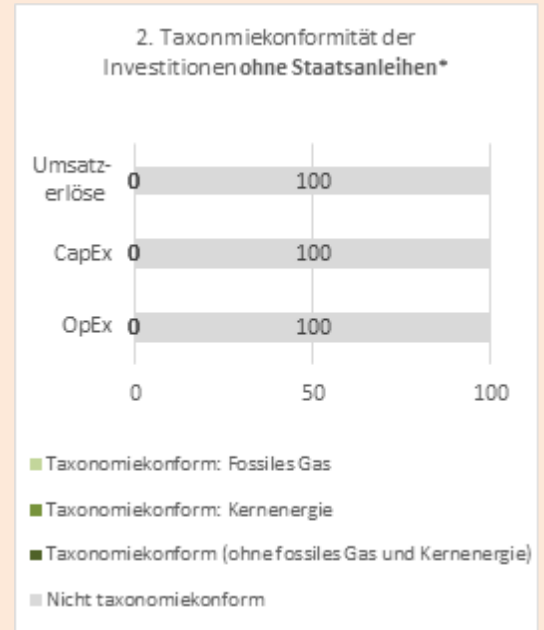 2. Taxonmiekonformität der
Investitionen ohne Staatsanleihen*
Umsatz-
erlöse
0
100
CapEx
0
100
OpEx
0
100
0
50
100
Taxonomiekonform: Fossiles Gas
Taxonomiekonform: Kernenergie
Taxonomiekonform (ohne fossiles Gas und Kernenergie)
Nicht taxonomiekonform